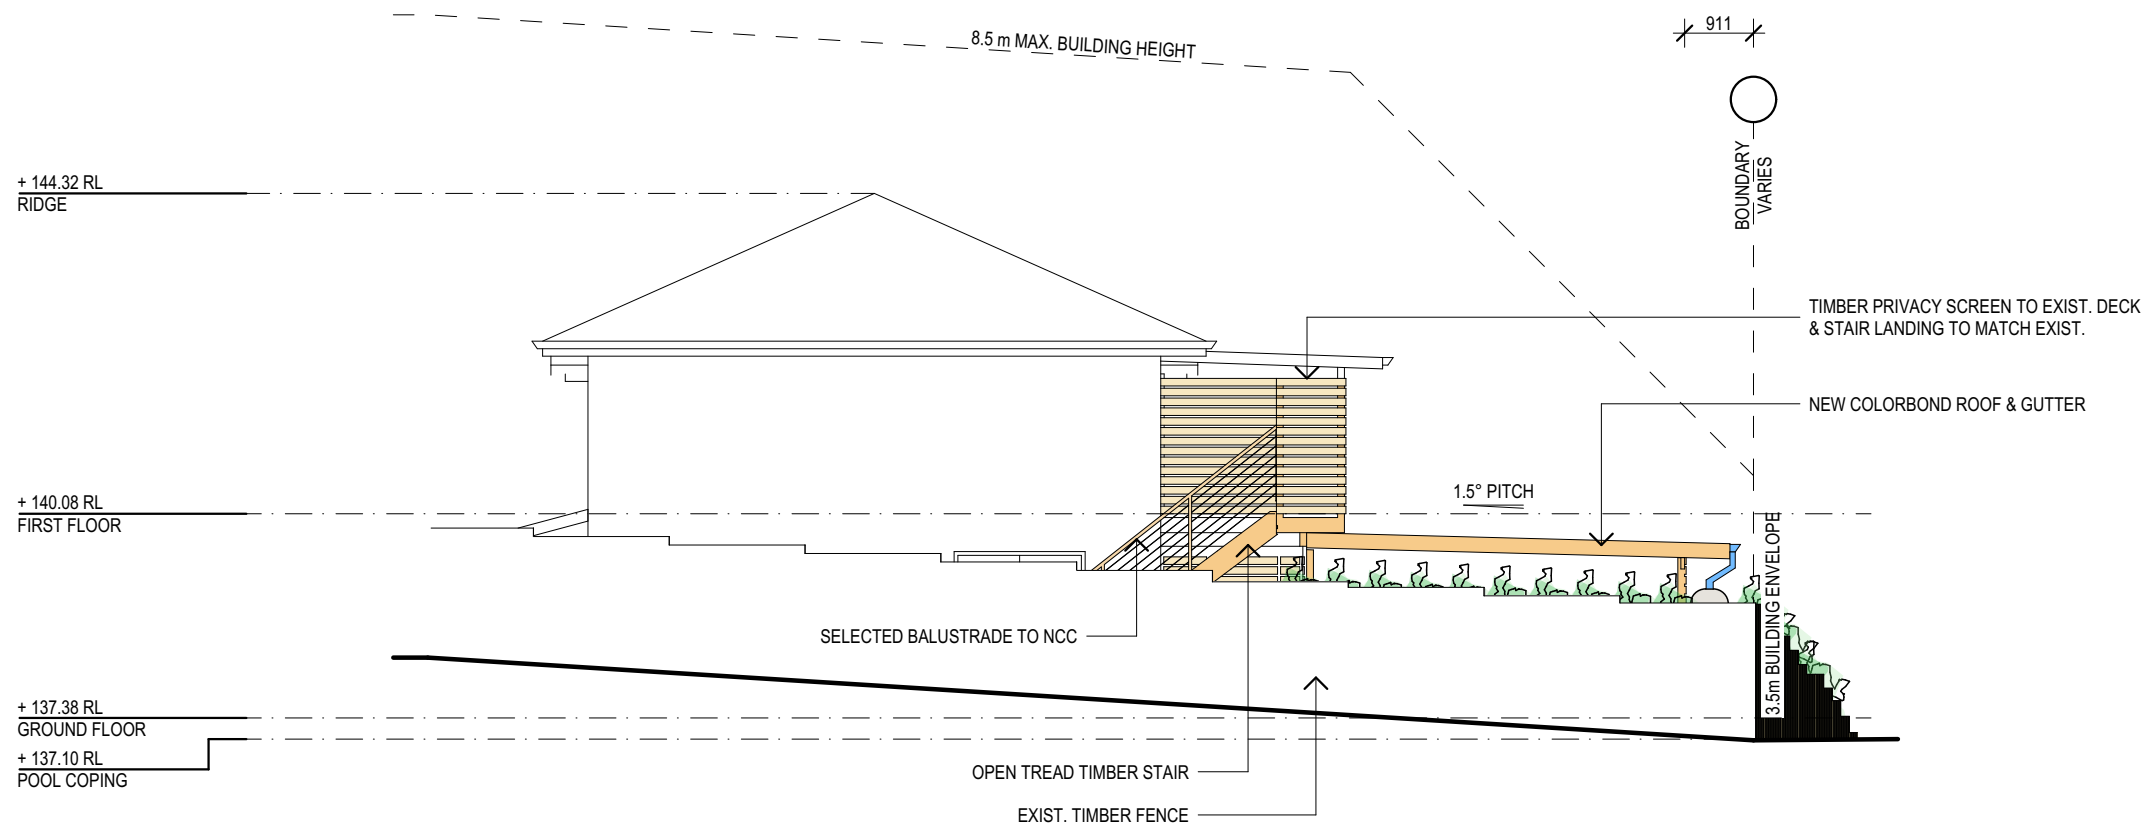 8.5 m MAX. BUILDING HEIGHT
911
BOUNDARY
VARIES
+ 144.32 RL
RIDGE
TIMBER PRIVACY SCREEN TO EXIST. DECK
& STAIR LANDING TO MATCH EXIST.
NEW COLORBOND ROOF & GUTTER
1.5° PITCH
+ 140.08 RL
FIRST FLOOR
3.5m BUILDING ENVELOPE
SELECTED BALUSTRADE TO NCC
+ 137.38 RL
GROUND FLOOR
+ 137.10 RL
POOL COPING
OPEN TREAD TIMBER STAIR
EXIST. TIMBER FENCE